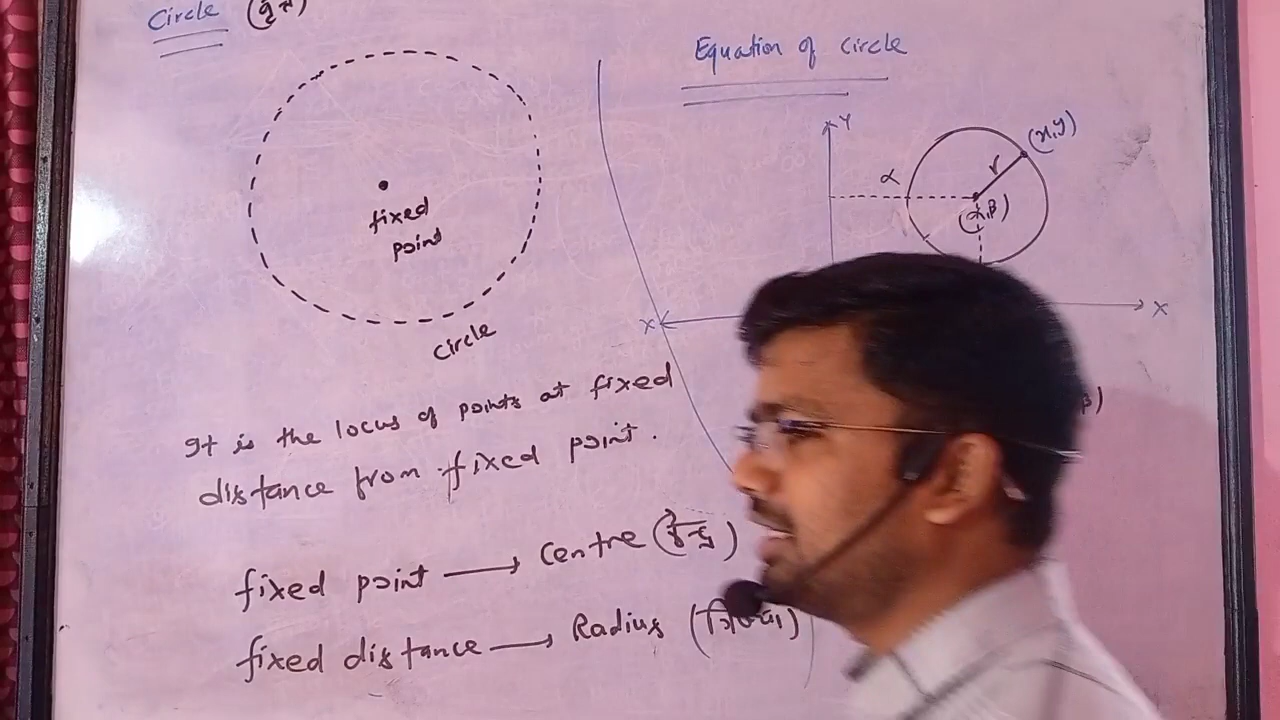 Circle (वृत्त)
fixed
point
Circle
It is the locus of points at fixed
distance from fixed point.
fixed point → Centre (केन्द्र)
fixed distance → Radius (त्रिज्या)
Equation of circle
Y
(x,y)
r
α
(α,β)
X
X
β)